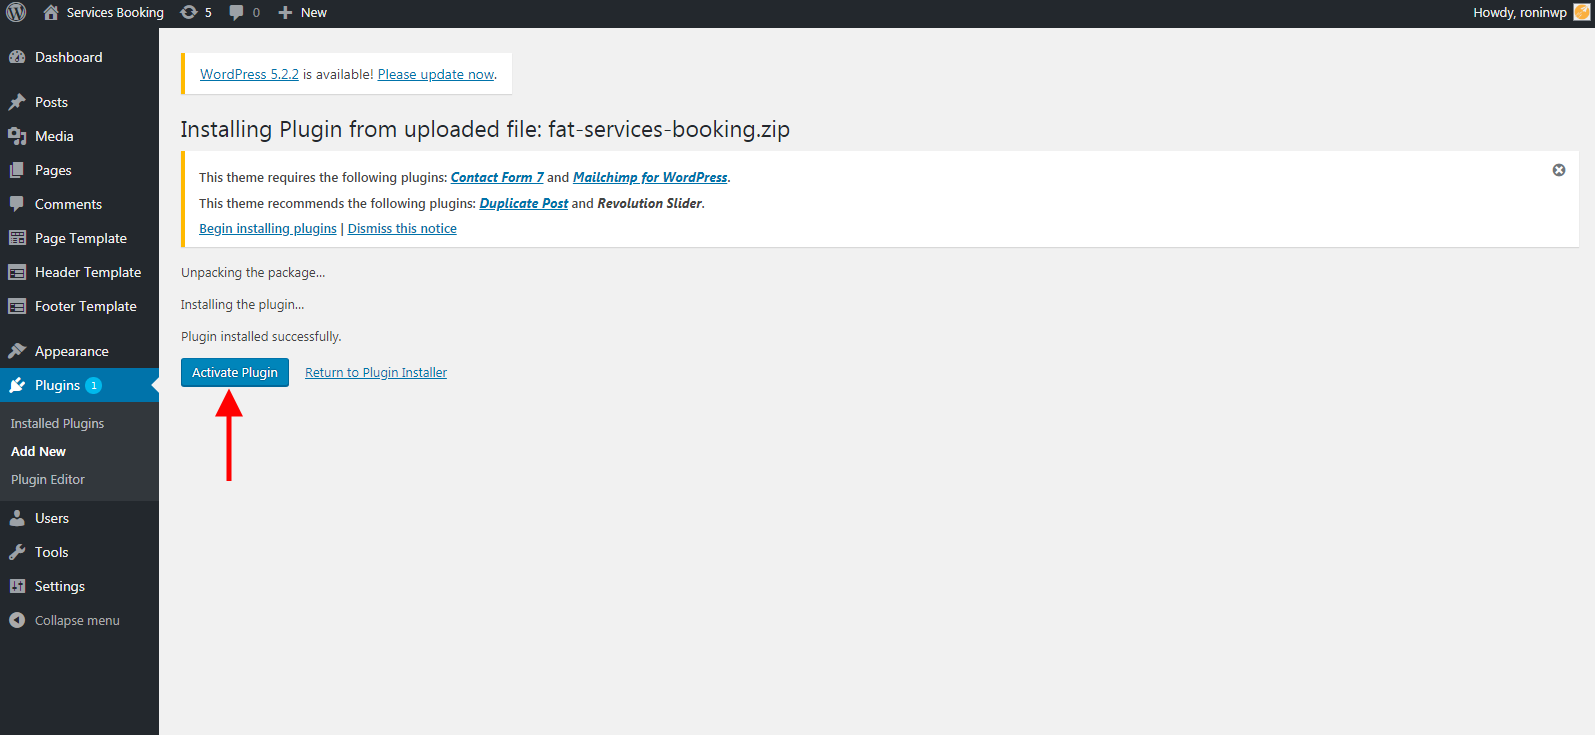 Services Booking 5 0 New Howdy, roninwp
Dashboard
Posts
Media
Pages
Comments
Page Template
Header Template
Footer Template
Appearance
Plugins 1
Installed Plugins
Add New
Plugin Editor
Users
Tools
Settings
Collapse menu
WordPress 5.2.2 is available! Please update now.
Installing Plugin from uploaded file: fat-services-booking.zip
This theme requires the following plugins: Contact Form 7 and Mailchimp for WordPress.
This theme recommends the following plugins: Duplicate Post and Revolution Slider.
Begin installing plugins | Dismiss this notice
Unpacking the package...
Installing the plugin...
Plugin installed successfully.
Activate Plugin Return to Plugin Installer